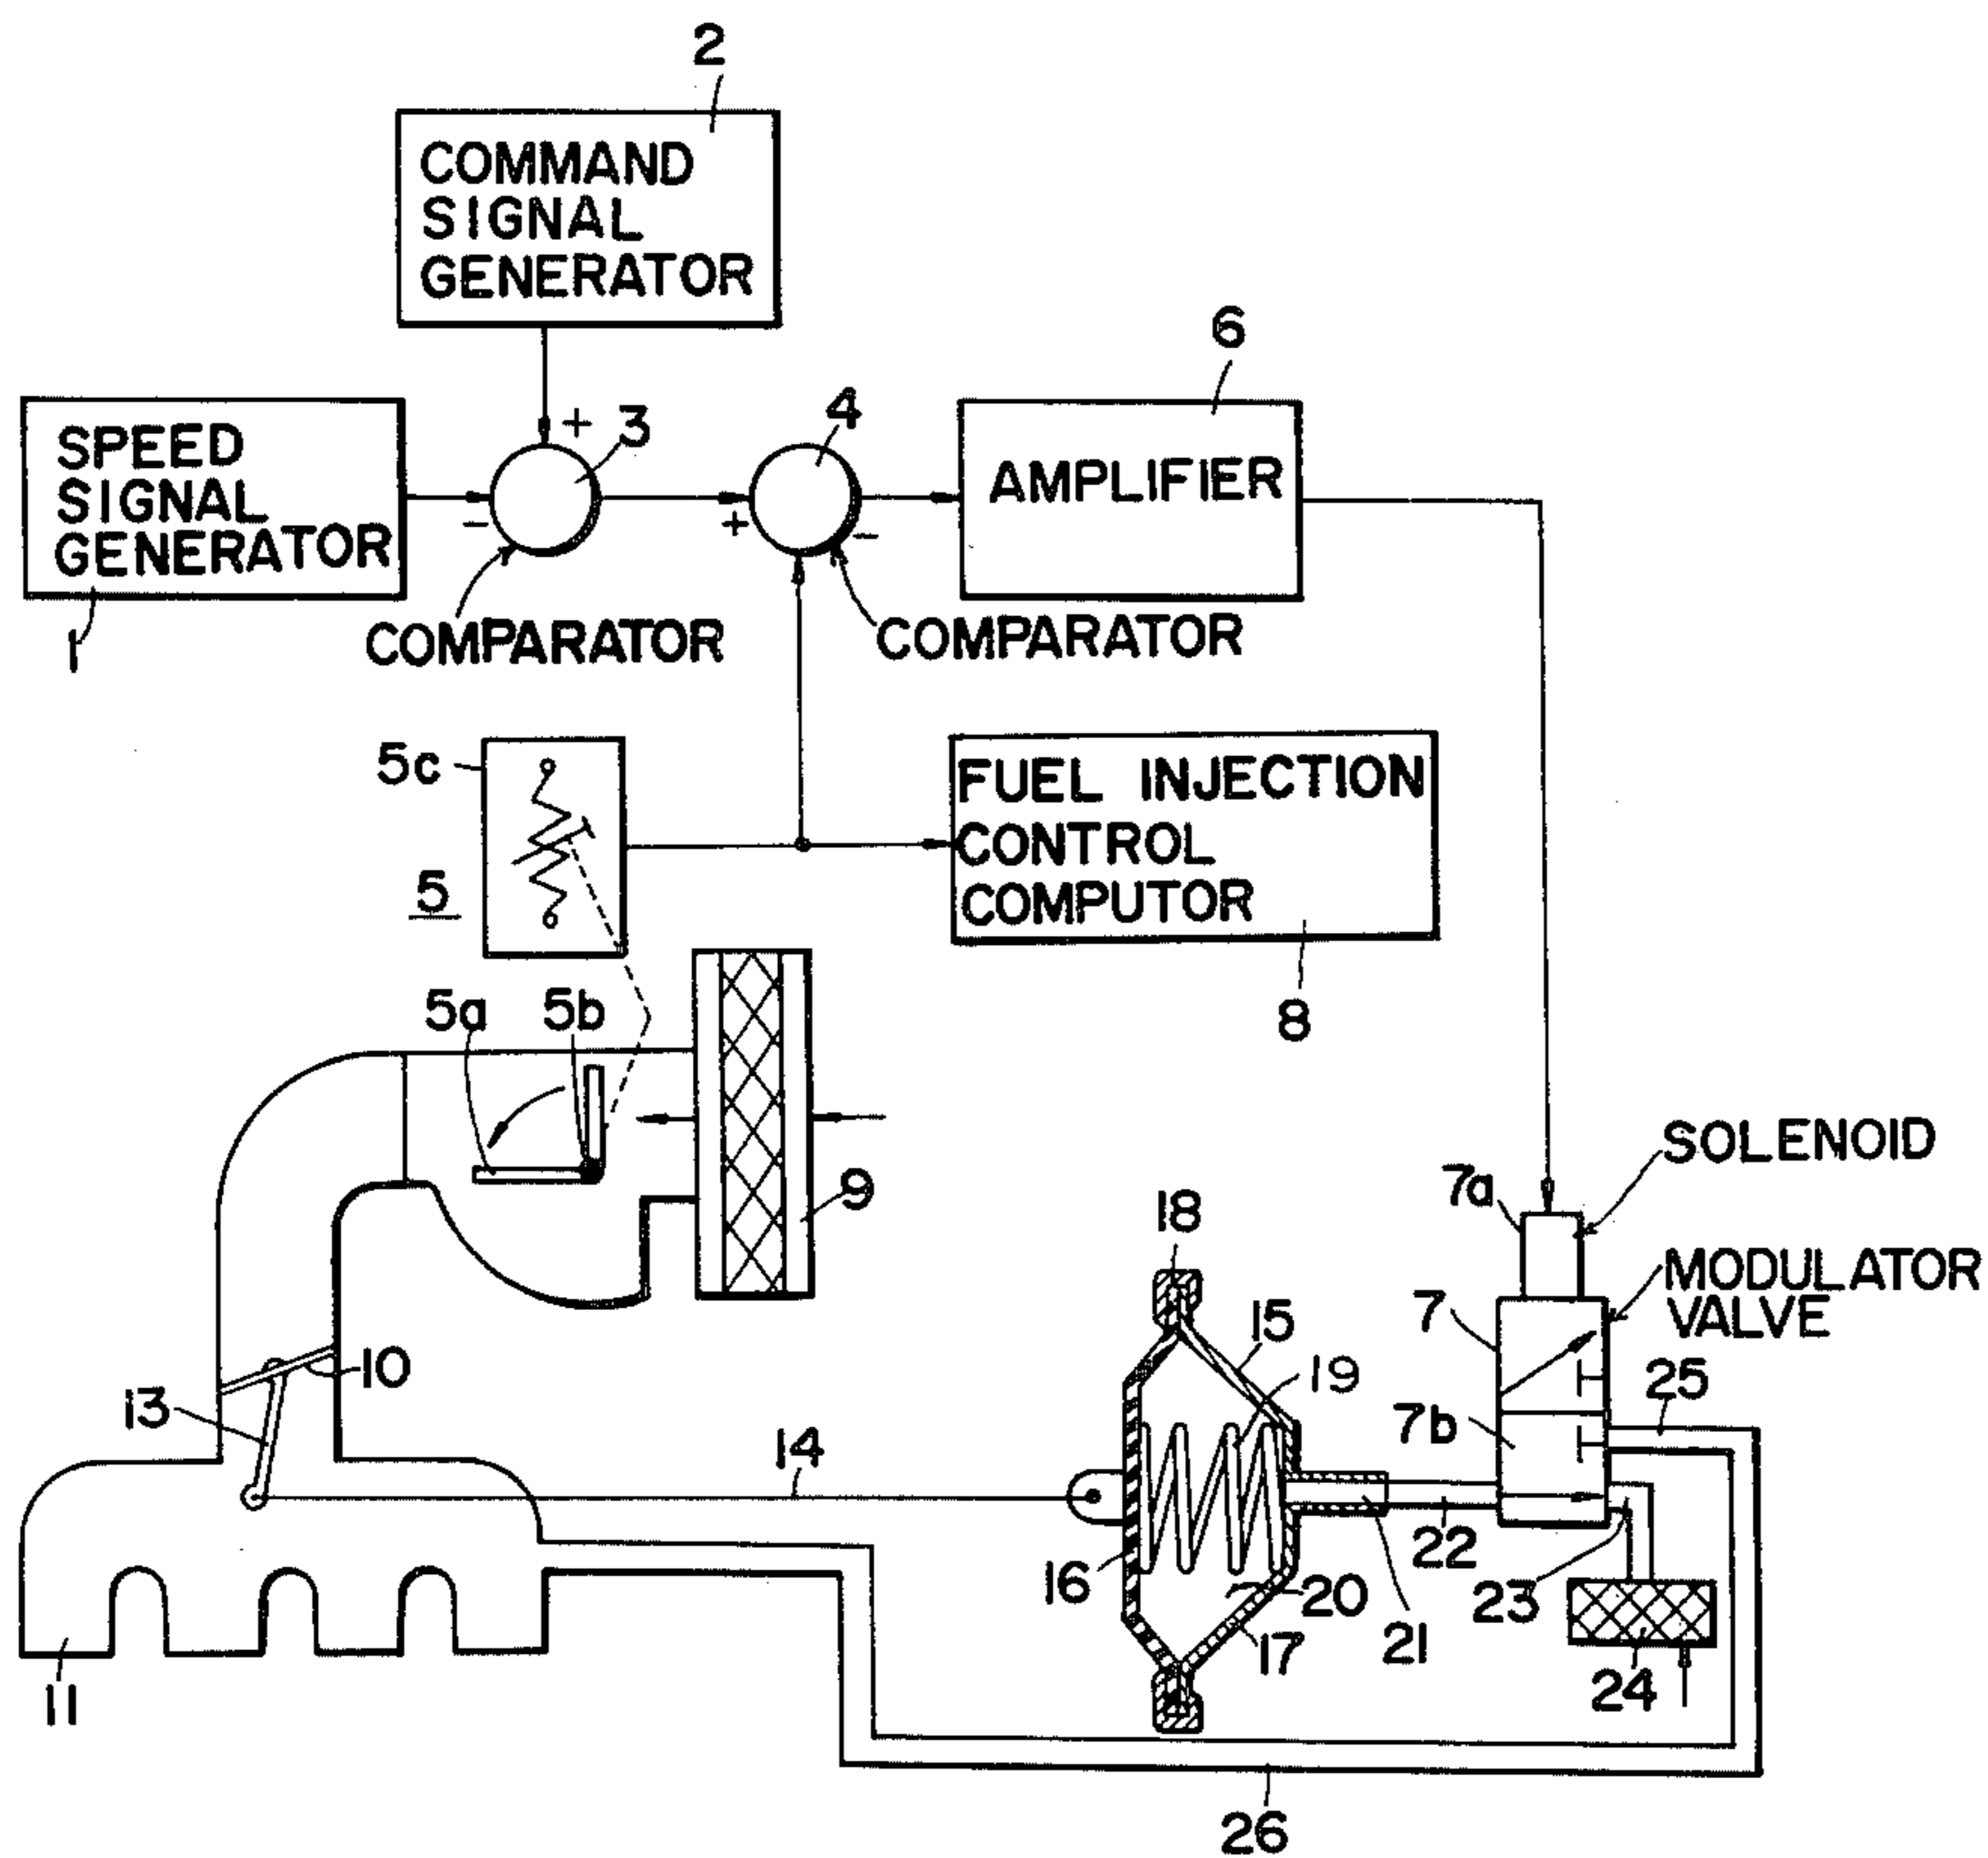 2
COMMAND
SIGNAL
GENERATOR
6
+
3
4
SPEED
SIGNAL
GENERATOR
AMPLIFIER
-
+
-
1
COMPARATOR
COMPARATOR
5c
FUEL INJECTION
CONTROL
COMPUTOR
5
8
5a
5b
9
SOLENOID
7a
18
MODULATOR
VALVE
7
15
10
19
25
13
7b
14
16
20
22
23
21
17
24
11
26